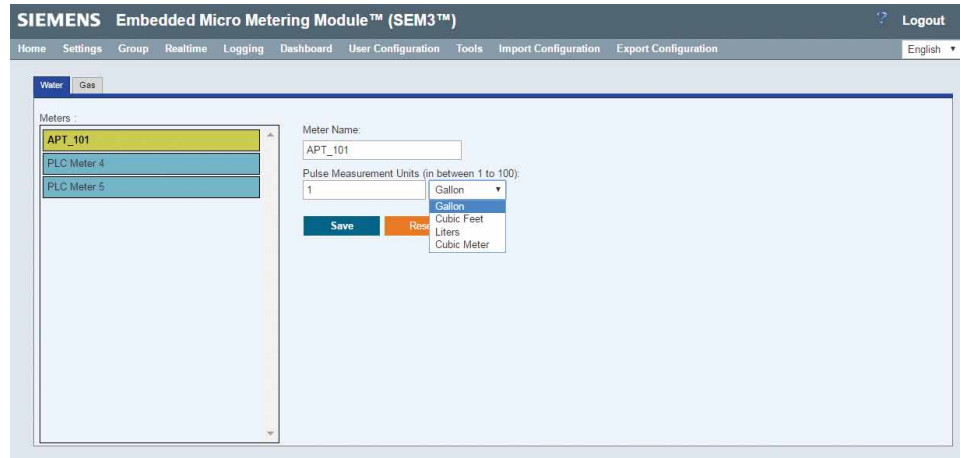 SIEMENS Embedded Micro Metering Module™ (SEM3™) ? Logout
Home Settings Group Realtime Logging Dashboard User Configuration Tools Import Configuration Export Configuration English
Water Gas
Meters :
APT_101
PLC Meter 4
PLC Meter 5
Meter Name:
APT_101
Pulse Measurement Units (in between 1 to 100):
1 Gallon
Gallon
Cubic Feet
Liters
Cubic Meter
Save Rese